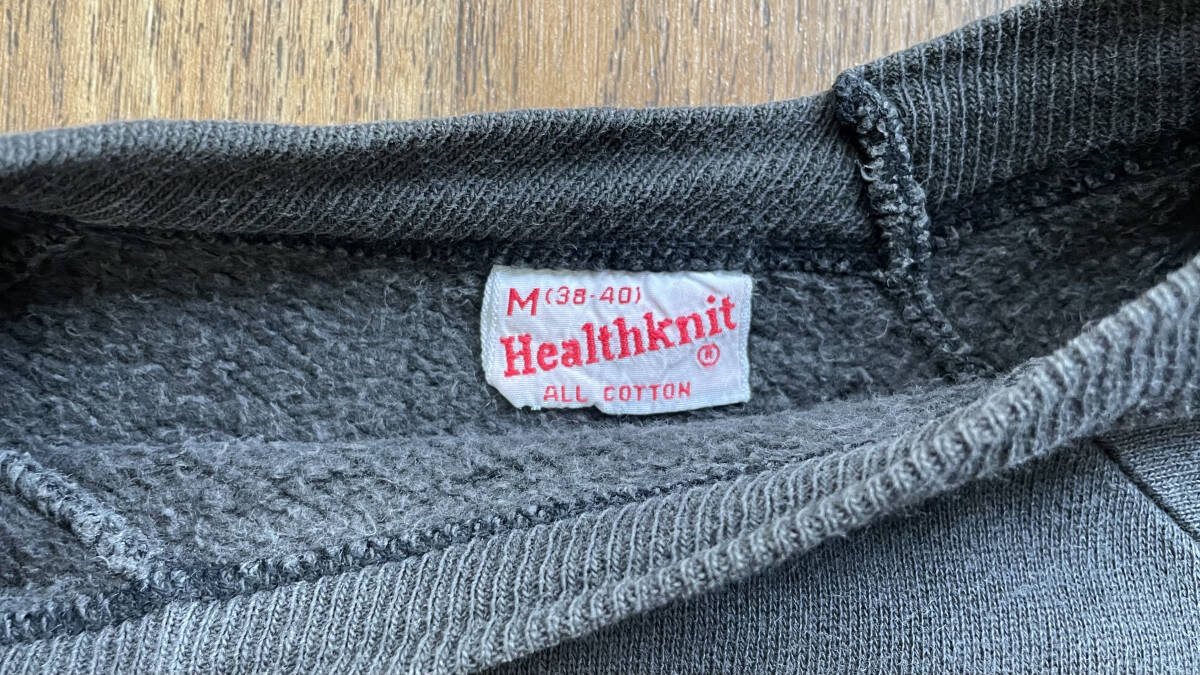 M (38-40)
Healthknit
®
ALL COTTON